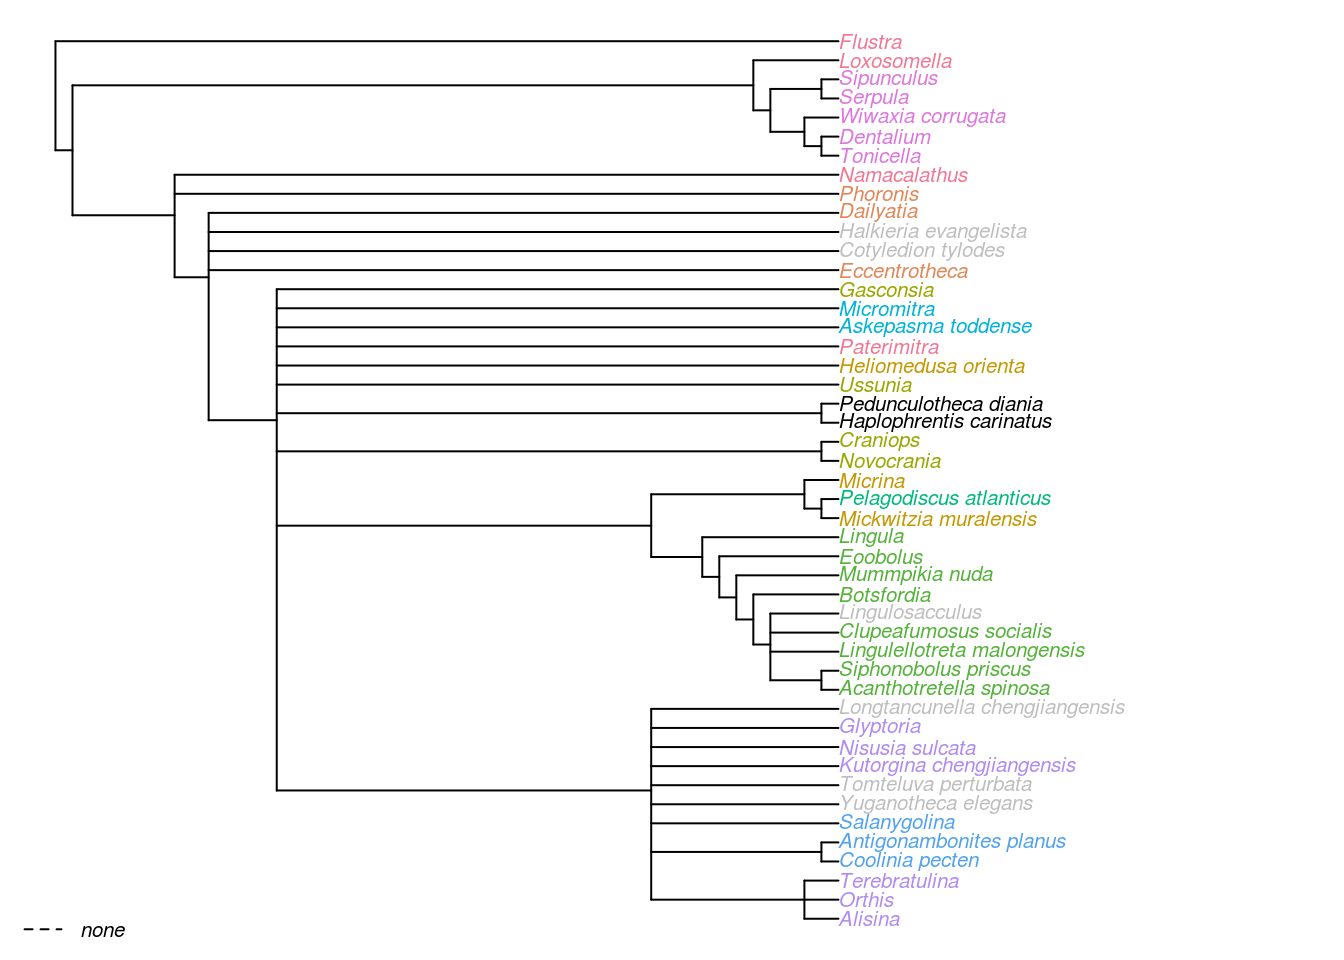 Flustra
Loxosomella
Sipunculus
Serpula
Wiwaxia corrugata
Dentalium
Tonicella
Namacalathus
Phoronis
Dailyatia
Halkieria evangelista
Cotyledion tylodes
Eccentrotheca
Gasconsia
Micromitra
Askepasma toddense
Paterimitra
Heliomedusa orienta
Ussunia
Pedunculotheca diania
Haplophrentis carinatus
Craniops
Novocrania
Micrina
Pelagodiscus atlanticus
Mickwitzia muralensis
Lingula
Eoobolus
Mummpikia nuda
Botsfordia
Lingulosacculus
Clupeafumosus socialis
Lingulellotreta malongensis
Siphonobolus priscus
Acanthotretella spinosa
Longtancunella chengjiangensis
Glyptoria
Nisusia sulcata
Kutorgina chengjiangensis
Tomteluva perturbata
Yuganotheca elegans
Salanygolina
Antigonambonites planus
Coolinia pecten
Terebratulina
Orthis
Alisina
none